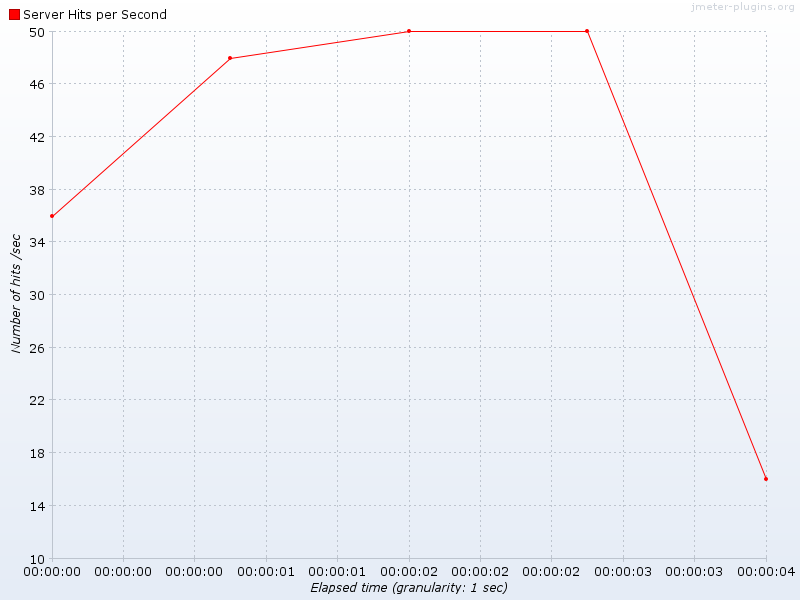 jmeter-plugins.org
Server Hits per Second
50
46
42
38
34
30
26
22
18
14
10
Number of hits /sec
00:00:00 00:00:00 00:00:00 00:00:01 00:00:01 00:00:02 00:00:02 00:00:02 00:00:03 00:00:03 00:00:04
Elapsed time (granularity: 1 sec)